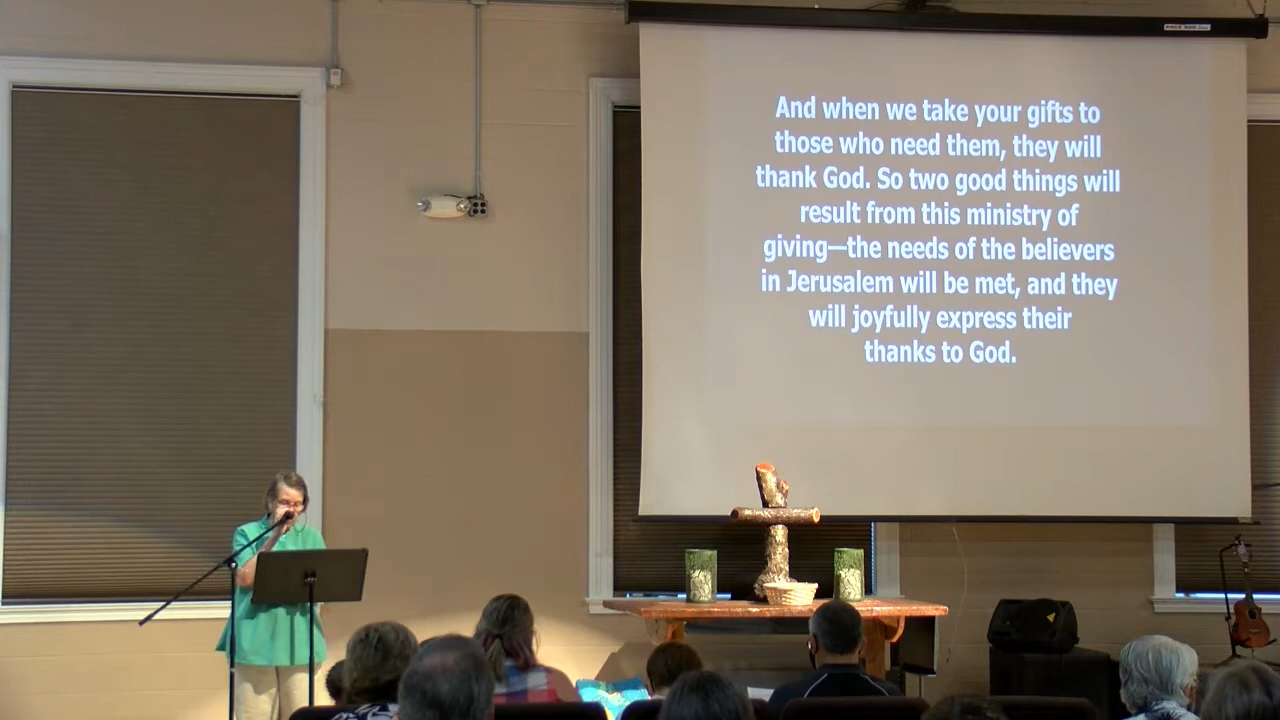 And when we take your gifts to
those who need them, they will
thank God. So two good things will
result from this ministry of
giving—the needs of the believers
in Jerusalem will be met, and they
will joyfully express their
thanks to God.